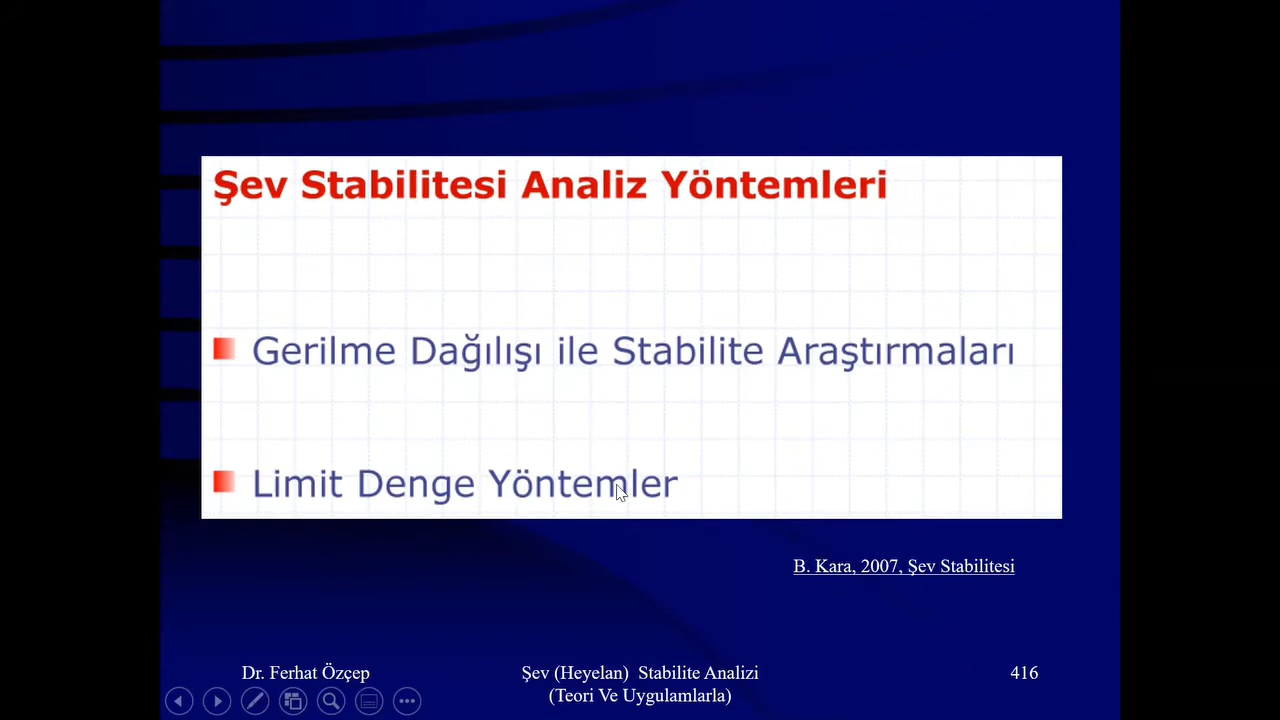 Şev Stabilitesi Analiz Yöntemleri
Gerilme Dağılışı ile Stabilite Araştırmaları
Limit Denge Yöntemler
B. Kara, 2007, Şev Stabilitesi
Dr. Ferhat Özçep
Şev (Heyelan) Stabilite Analizi
(Teori Ve Uygulamlarla)
416